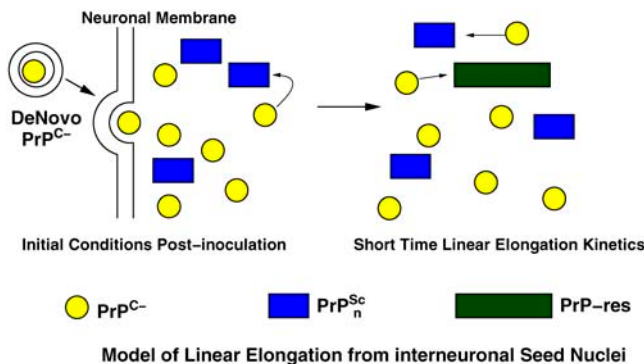 Neuronal Membrane
DeNovo
PrP^C−
Initial Conditions Post−inoculation
Short Time Linear Elongation Kinetics
PrP^C−
PrP^Sc_n
PrP−res
Model of Linear Elongation from interneuronal Seed Nuclei